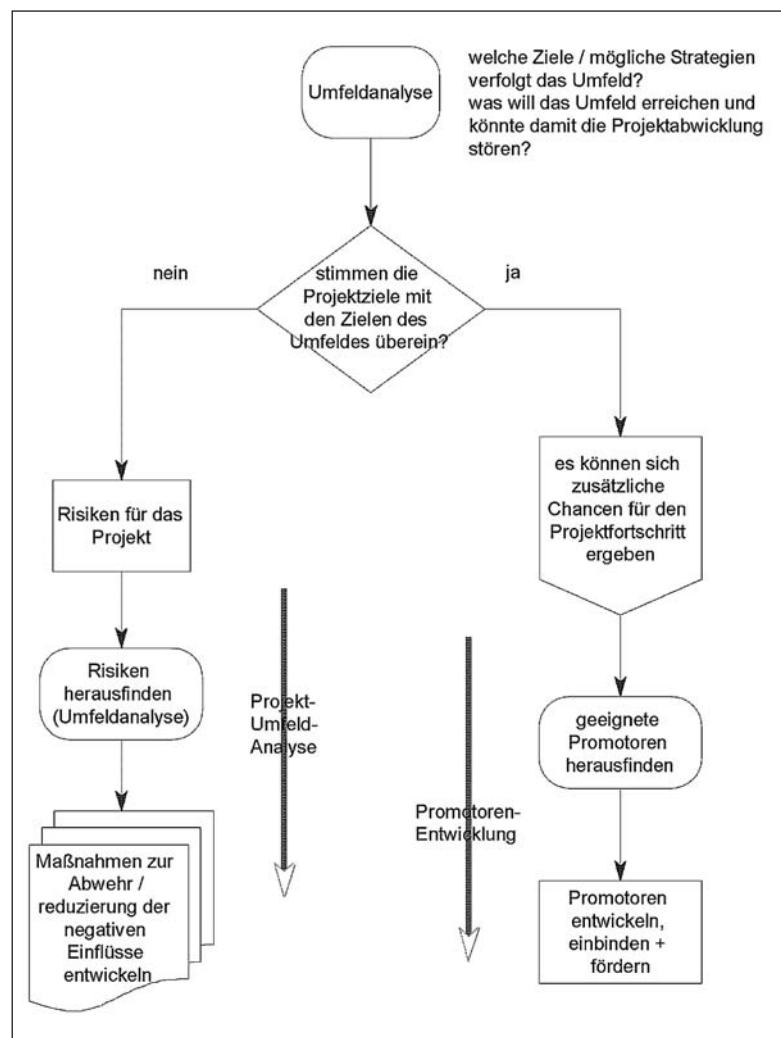 Umfeldanalyse
welche Ziele / mögliche Strategien
verfolgt das Umfeld?
was will das Umfeld erreichen und
könnte damit die Projektabwicklung
stören?
nein
stimmen die
Projektziele mit
den Zielen des
Umfeldes überein?
ja
Risiken für das
Projekt
es können sich
zusätzliche
Chancen für den
Projektfortschritt
ergeben
Risiken
herausfinden
(Umfeldanalyse)
Projekt-
Umfeld-
Analyse
geeignete
Promotoren
herausfinden
Promotoren-
Entwicklung
Maßnahmen zur
Abwehr /
reduzierung der
negativen
Einflüsse
entwickeln
Promotoren
entwickeln,
einbinden +
fördern